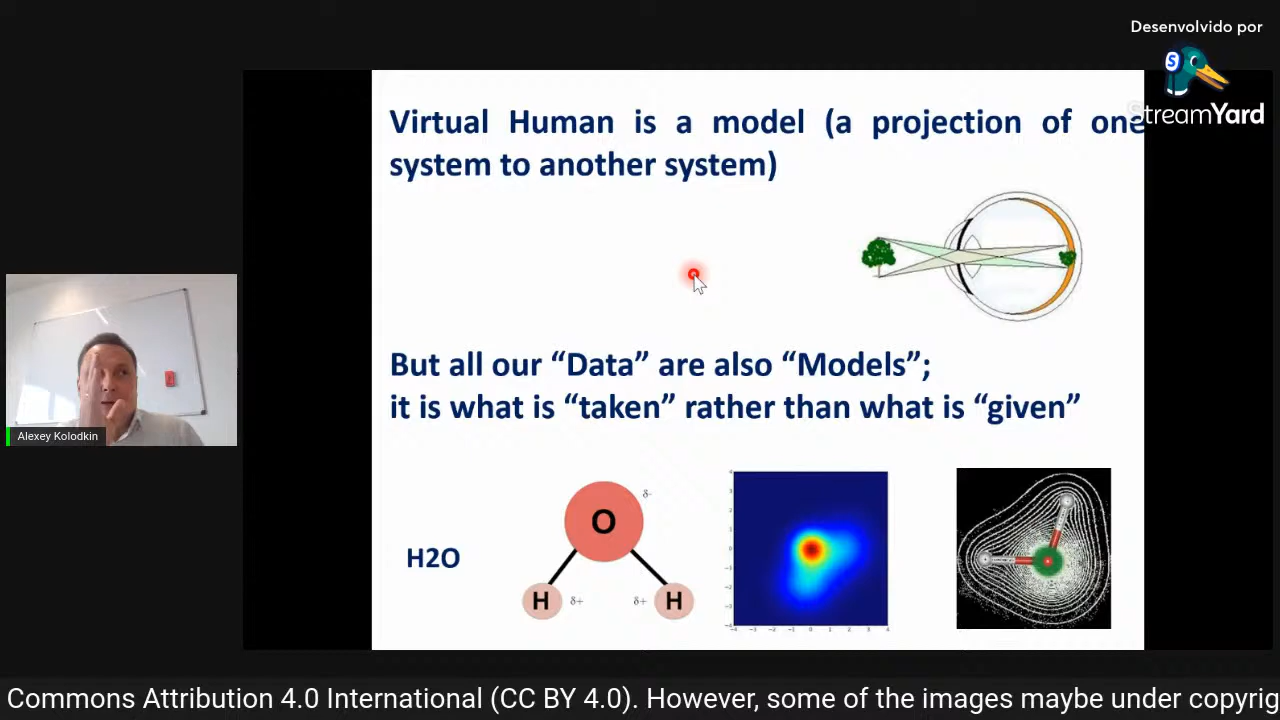 Desenvolvido por
StreamYard
Virtual Human is a model (a projection of one
system to another system)
But all our “Data” are also “Models”;
it is what is “taken” rather than what is “given”
H2O
O
δ-
H
δ+
δ+
H
Alexey Kolodkin
Commons Attribution 4.0 International (CC BY 4.0). However, some of the images maybe under copyrig